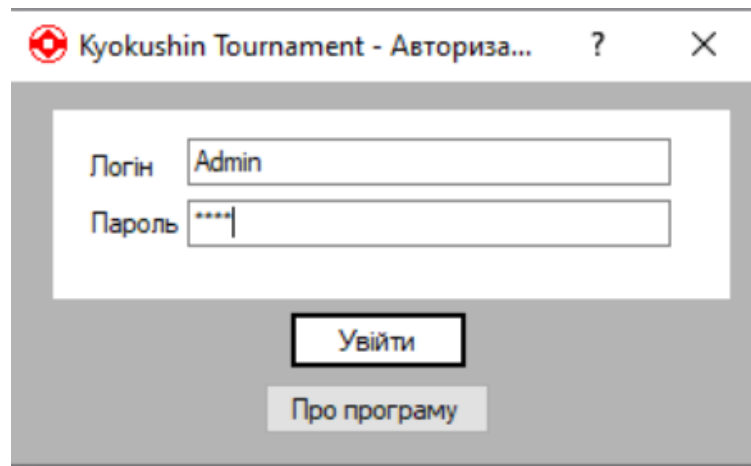 Kyokushin Tournament - Авториза... ?
Логін Admin
Пароль ****
Увійти
Про програму